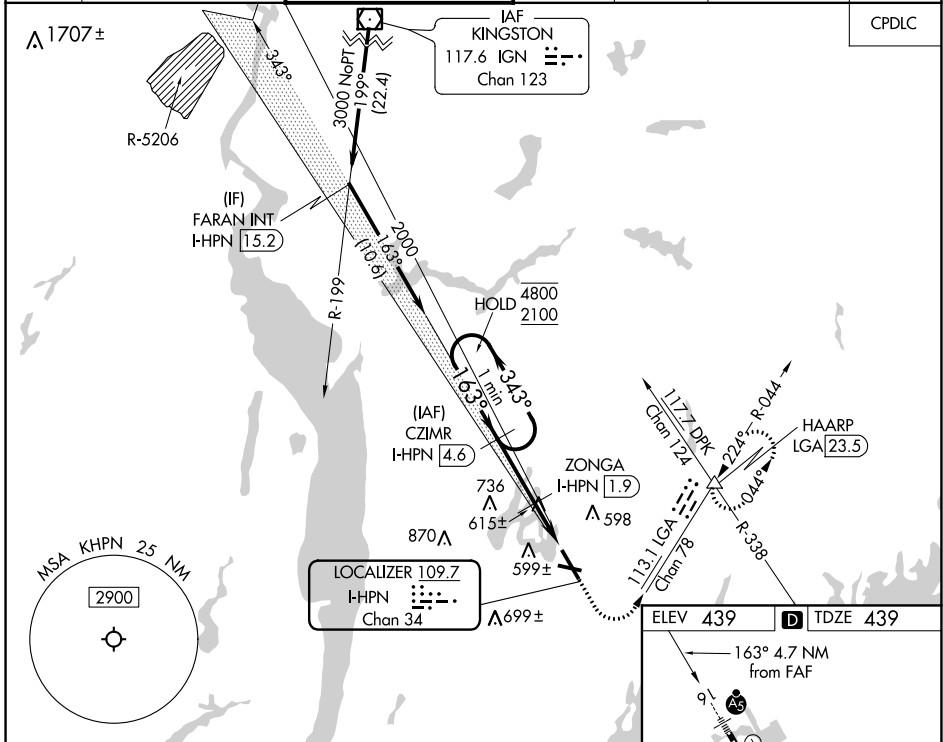 1707±
CPDLC
IAF
KINGSTON
117.6 IGN
Chan 123
R-5206
343°
3000 NoPT
199°
(22.4)
(IF)
FARAN INT
I-HPN 15.2
R-199
2000
163°
(10.6)
HOLD
4800
2100
1 min
163°
343°
(IAF)
CZIMR
I-HPN 4.6
ZONGA
I-HPN 1.9
736
615±
598
870
599±
699±
117.7 DPK
Chan 124
224°
R-044
044°
HAARP
LGA 23.5
113.1 LGA
Chan 78
R-338
MSA KHPN 25 NM
2900
LOCALIZER 109.7
I-HPN
Chan 34
ELEV 439
D
TDZE 439
163° 4.7 NM
from FAF
16
A5